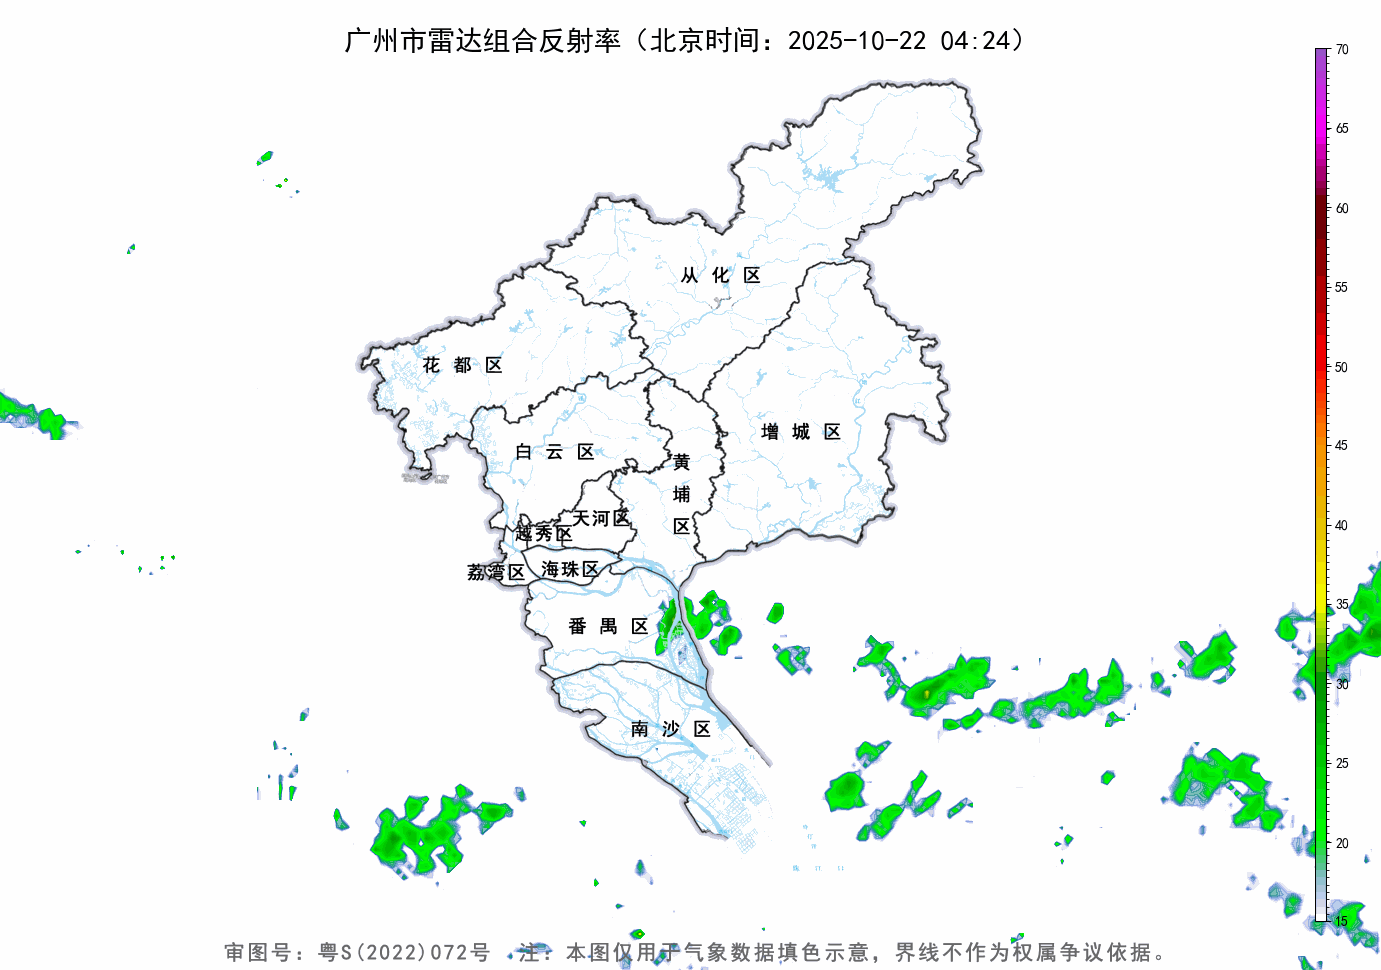 广州市雷达组合反射率（北京时间：2025-10-22 04:24）
70
65
60
55
50
45
40
35
30
25
20
15
从化区
花都区
增城区
白云区
黄埔区
天河区
越秀区
荔湾区
海珠区
番禺区
南沙区
审图号：粤S(2022)072号 注：本图仅用于气象数据填色示意，界线不作为权属争议依据。